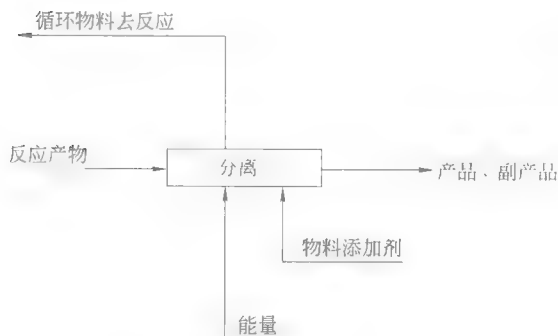 循环物料去反应
反应产物
分离
产品、副产品
物料添加剂
能量